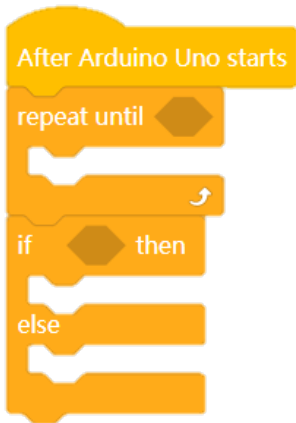 After Arduino Uno starts
repeat until
if then
else